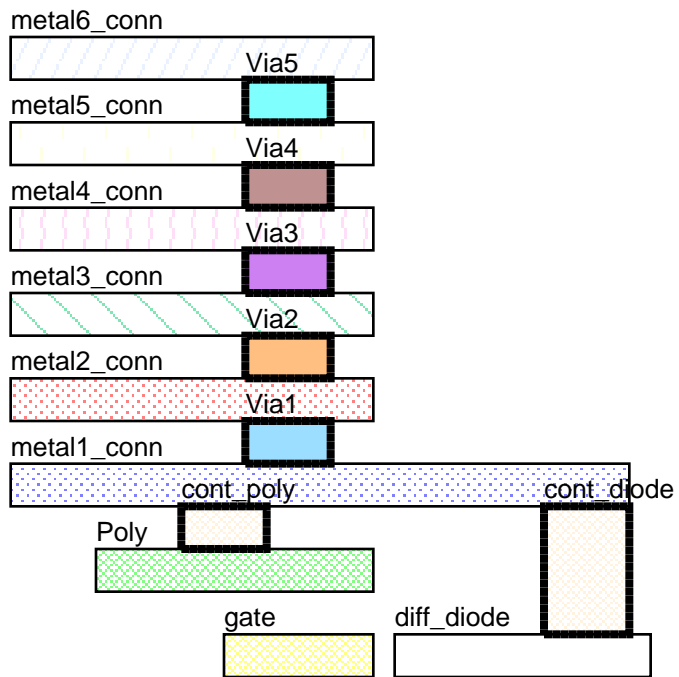 metal6_conn
Via5
metal5_conn
Via4
metal4_conn
Via3
metal3_conn
Via2
metal2_conn
Via1
metal1_conn
cont_poly cont_diode
Poly
gate diff_diode